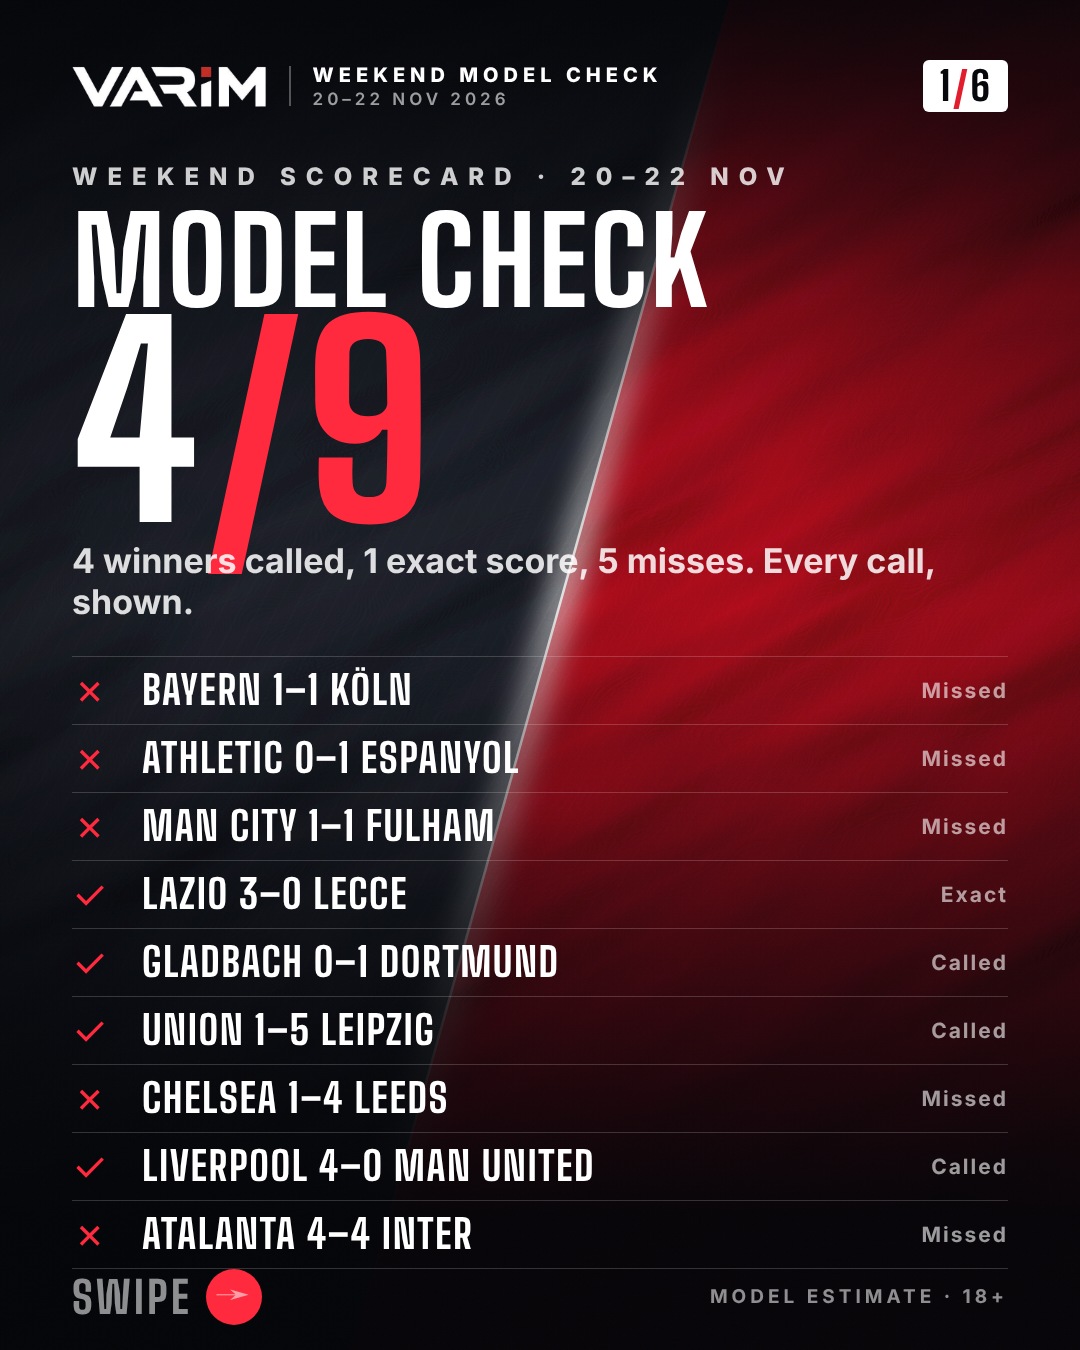 VARiM
WEEKEND MODEL CHECK
20–22 NOV 2026
1/6
WEEKEND SCORECARD · 20–22 NOV
MODEL CHECK
4/9
4 winners called, 1 exact score, 5 misses. Every call,
shown.
BAYERN 1–1 KÖLN Missed
ATHLETIC 0–1 ESPANYOL Missed
MAN CITY 1–1 FULHAM Missed
LAZIO 3–0 LECCE Exact
GLADBACH 0–1 DORTMUND Called
UNION 1–5 LEIPZIG Called
CHELSEA 1–4 LEEDS Missed
LIVERPOOL 4–0 MAN UNITED Called
ATALANTA 4–4 INTER Missed
SWIPE
MODEL ESTIMATE · 18+